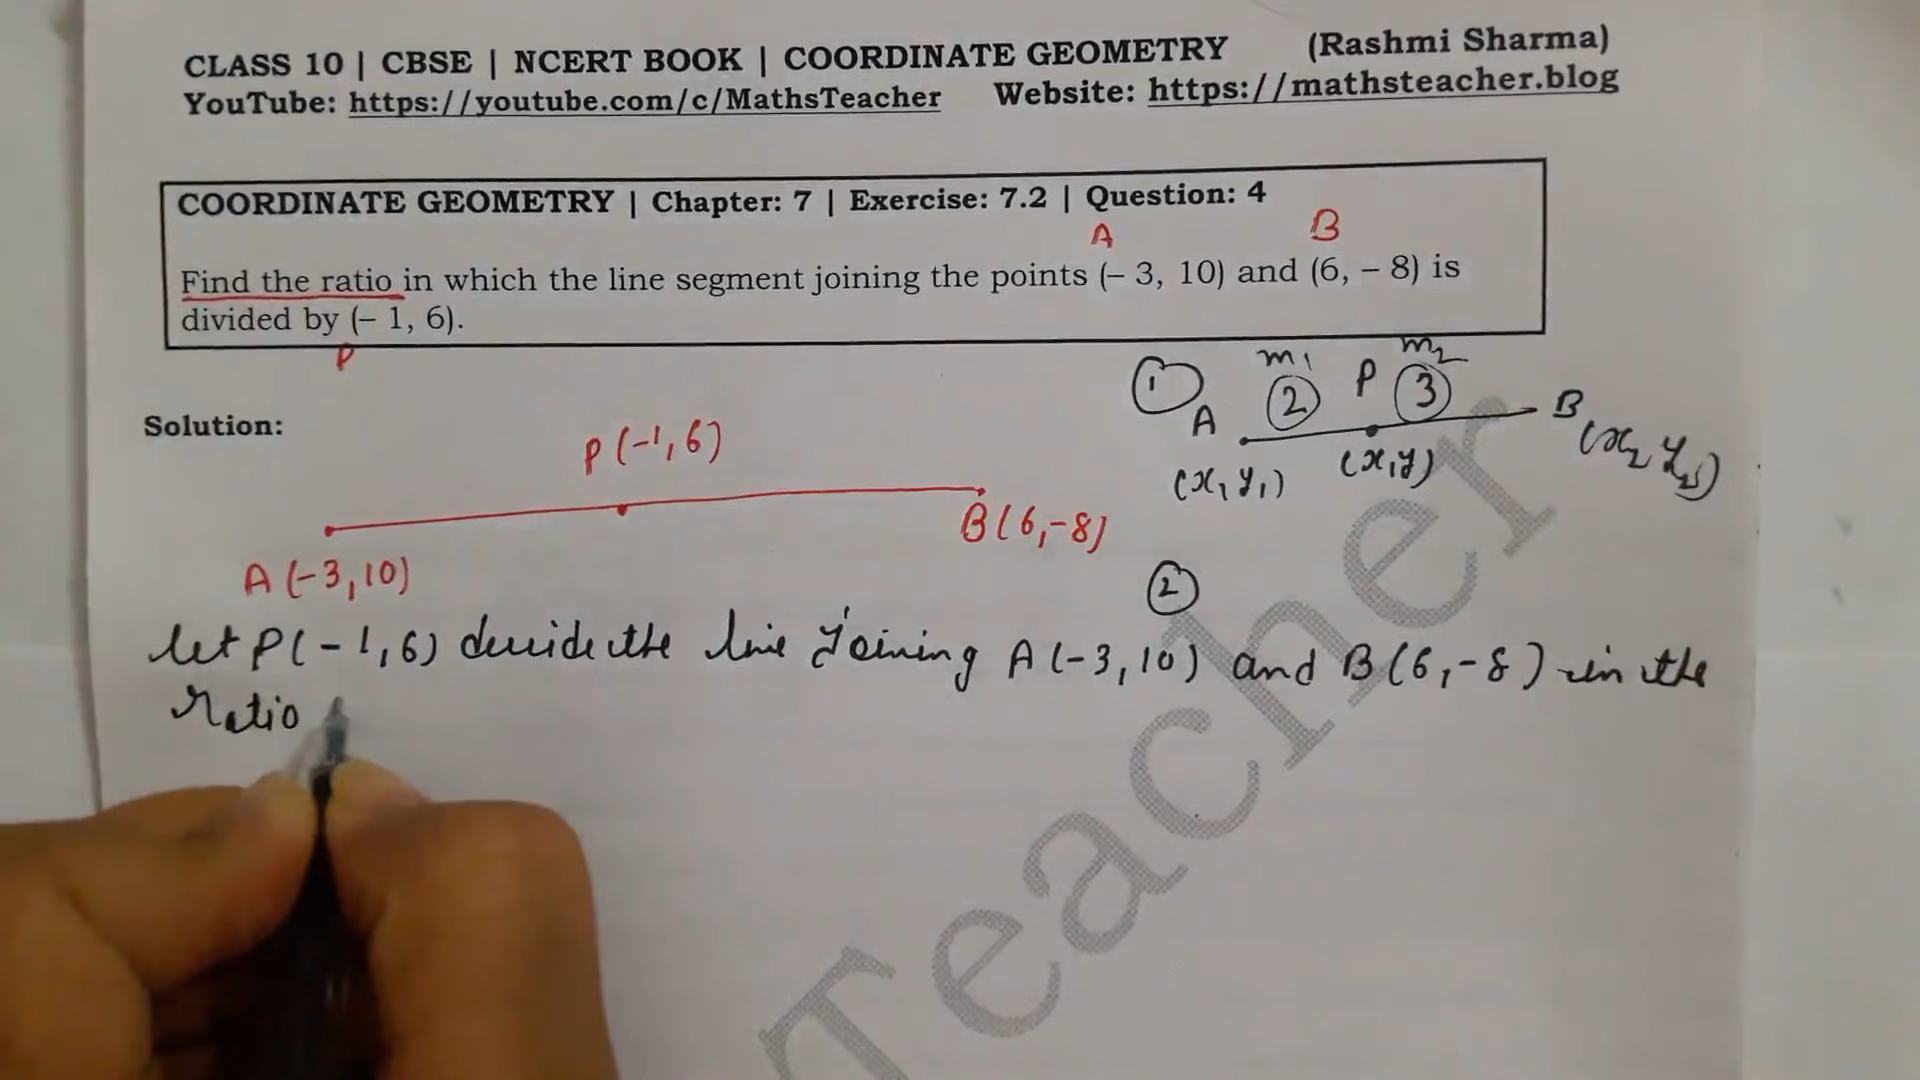 CLASS 10 | CBSE | NCERT BOOK | COORDINATE GEOMETRY (Rashmi Sharma)
YouTube: https://youtube.com/c/MathsTeacher Website: https://mathsteacher.blog
COORDINATE GEOMETRY | Chapter: 7 | Exercise: 7.2 | Question: 4
A B
Find the ratio in which the line segment joining the points (– 3, 10) and (6, – 8) is
divided by (– 1, 6).
P
Solution:
1 m₁ m₂
A 2 P 3 B
(x₁ y₁) (x,y) (x₂ y₂)
P(-1,6)
A(-3,10) B(6,-8)
2
Let P(-1,6) divide the line joining A(-3,10) and B(6,-8) in the
ratio
Teacher